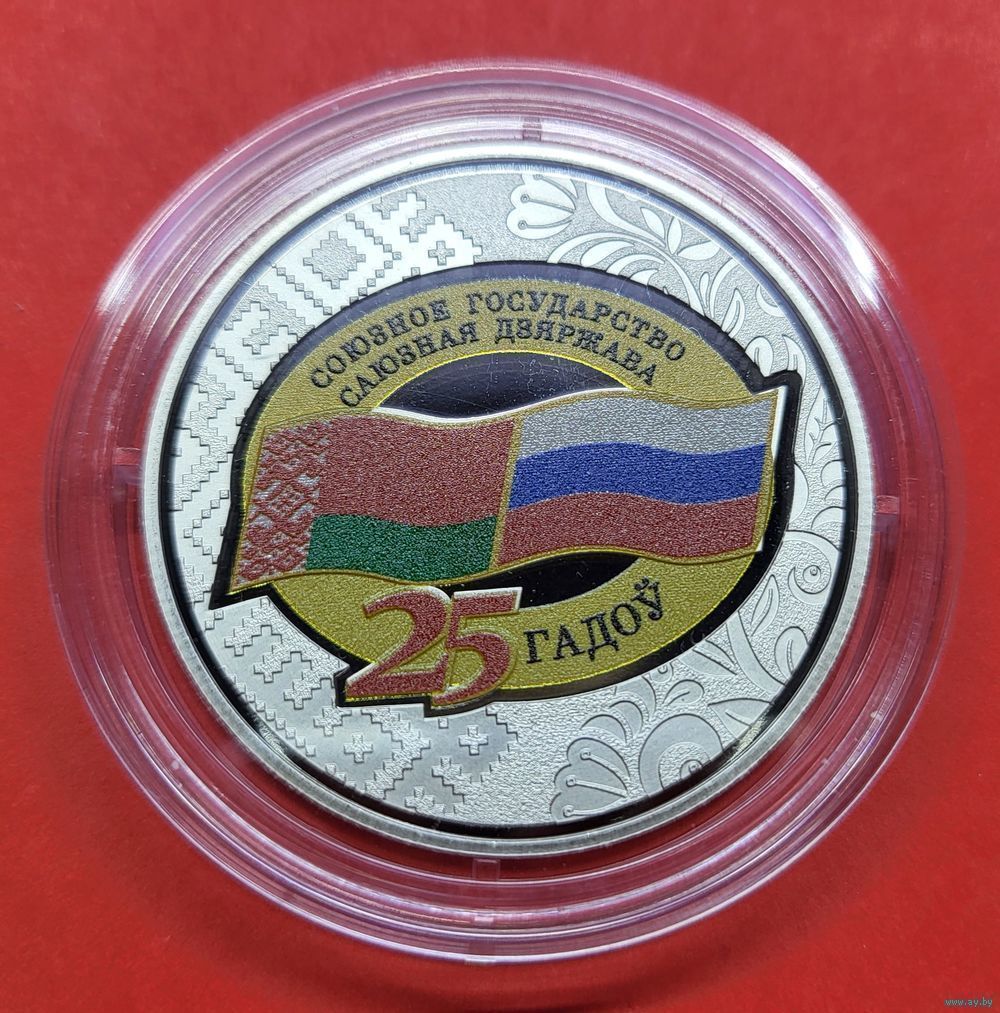 СОЮЗНОЕ ГОСУДАРСТВО
САЮЗНАЯ ДЗЯРЖАВА
25 ГАДОЎ
www.ay.by